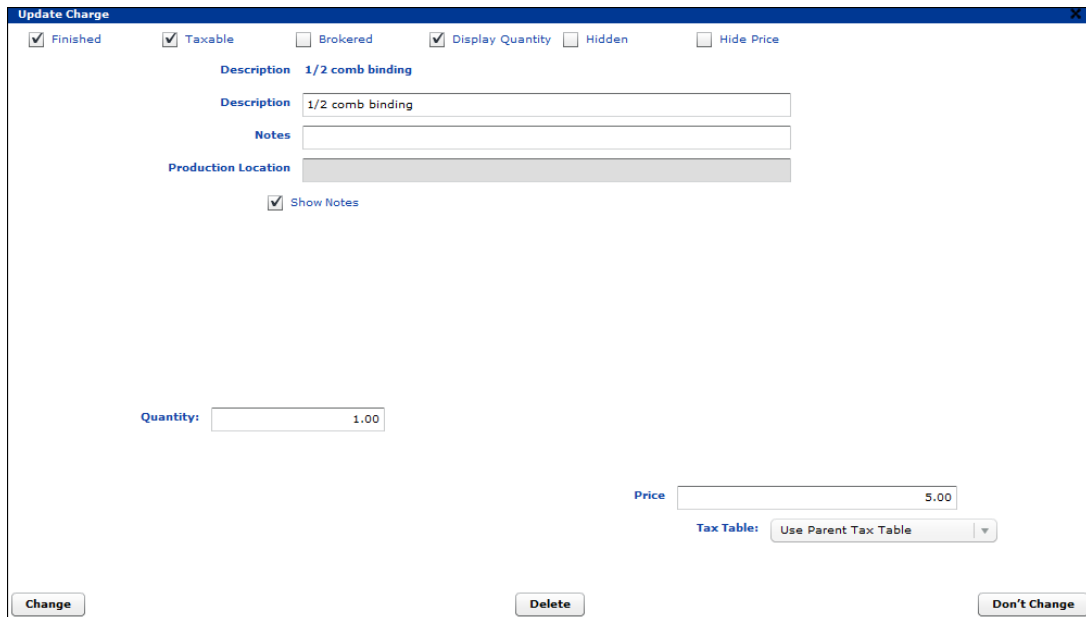 Update Charge
Finished Taxable Brokered Display Quantity Hidden Hide Price
Description 1/2 comb binding
Description 1/2 comb binding
Notes
Production Location
Show Notes
Quantity: 1.00
Price 5.00
Tax Table: Use Parent Tax Table
Change Delete Don't Change